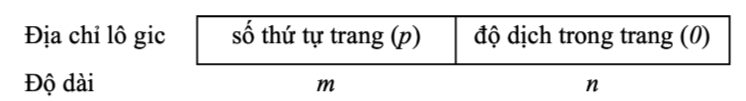 Địa chỉ lô gic số thứ tự trang (p) độ dịch trong trang (0)
Độ dài m n